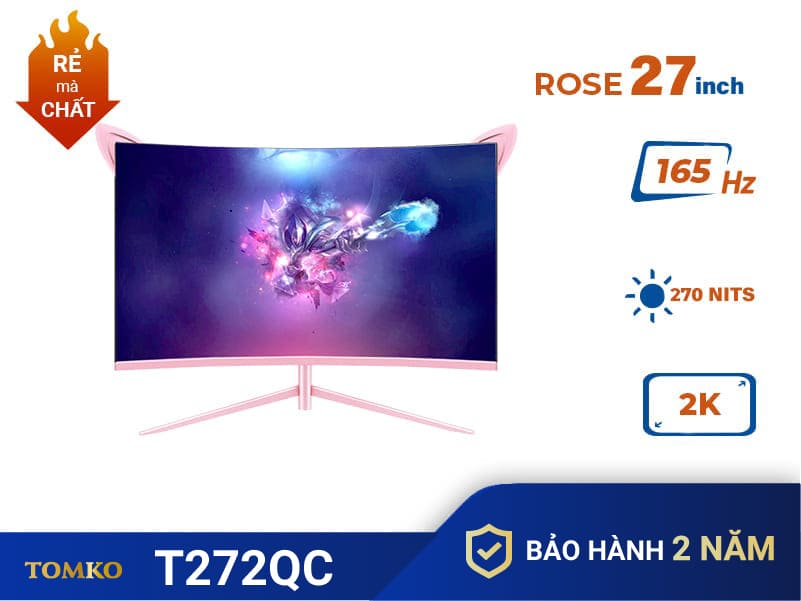 RẺ
mà
CHẤT
ROSE 27inch
165 Hz
270 NITS
2K
TOMKO T272QC
BẢO HÀNH 2 NĂM